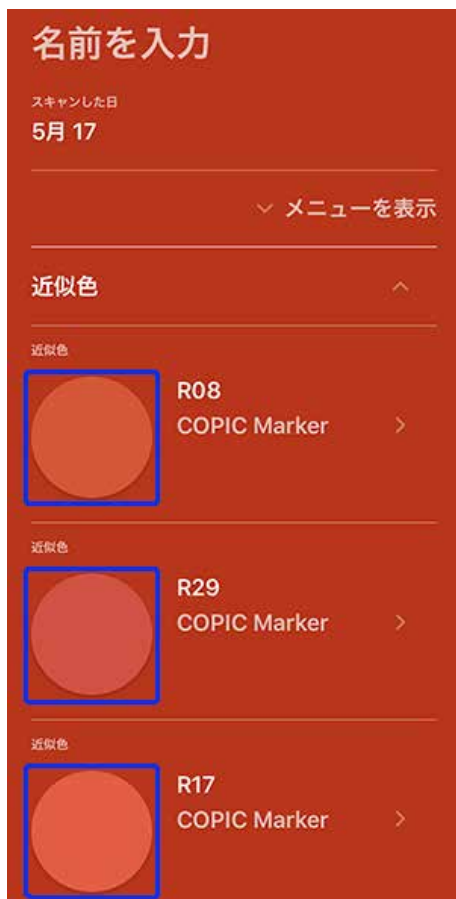 名前を入力
スキャンした日
5月 17
メニューを表示
近似色
近似色
R08
COPIC Marker
近似色
R29
COPIC Marker
近似色
R17
COPIC Marker